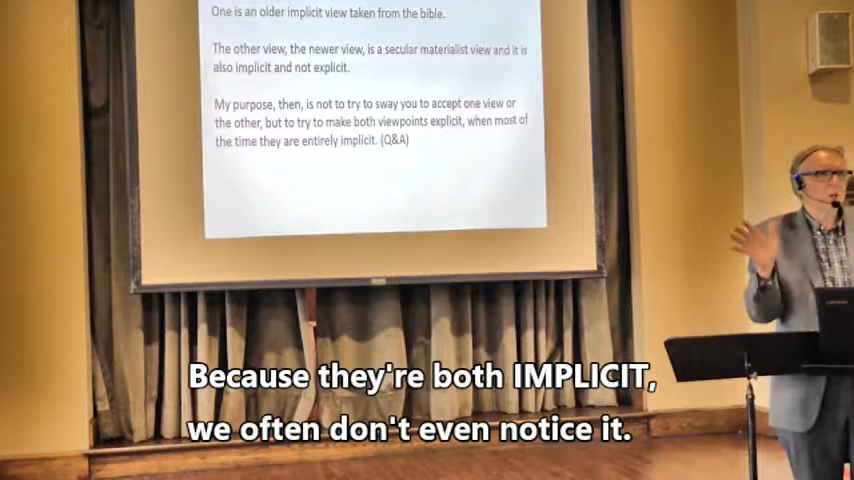 One is an older implicit view taken from the bible.
The other view, the newer view, is a secular materialist view and it is
also implicit and not explicit.
My purpose, then, is not to try to sway you to accept one view or
the other, but to try to make both viewpoints explicit, when most of
the time they are entirely implicit. (Q&A)
Because they're both IMPLICIT,
we often don't even notice it.